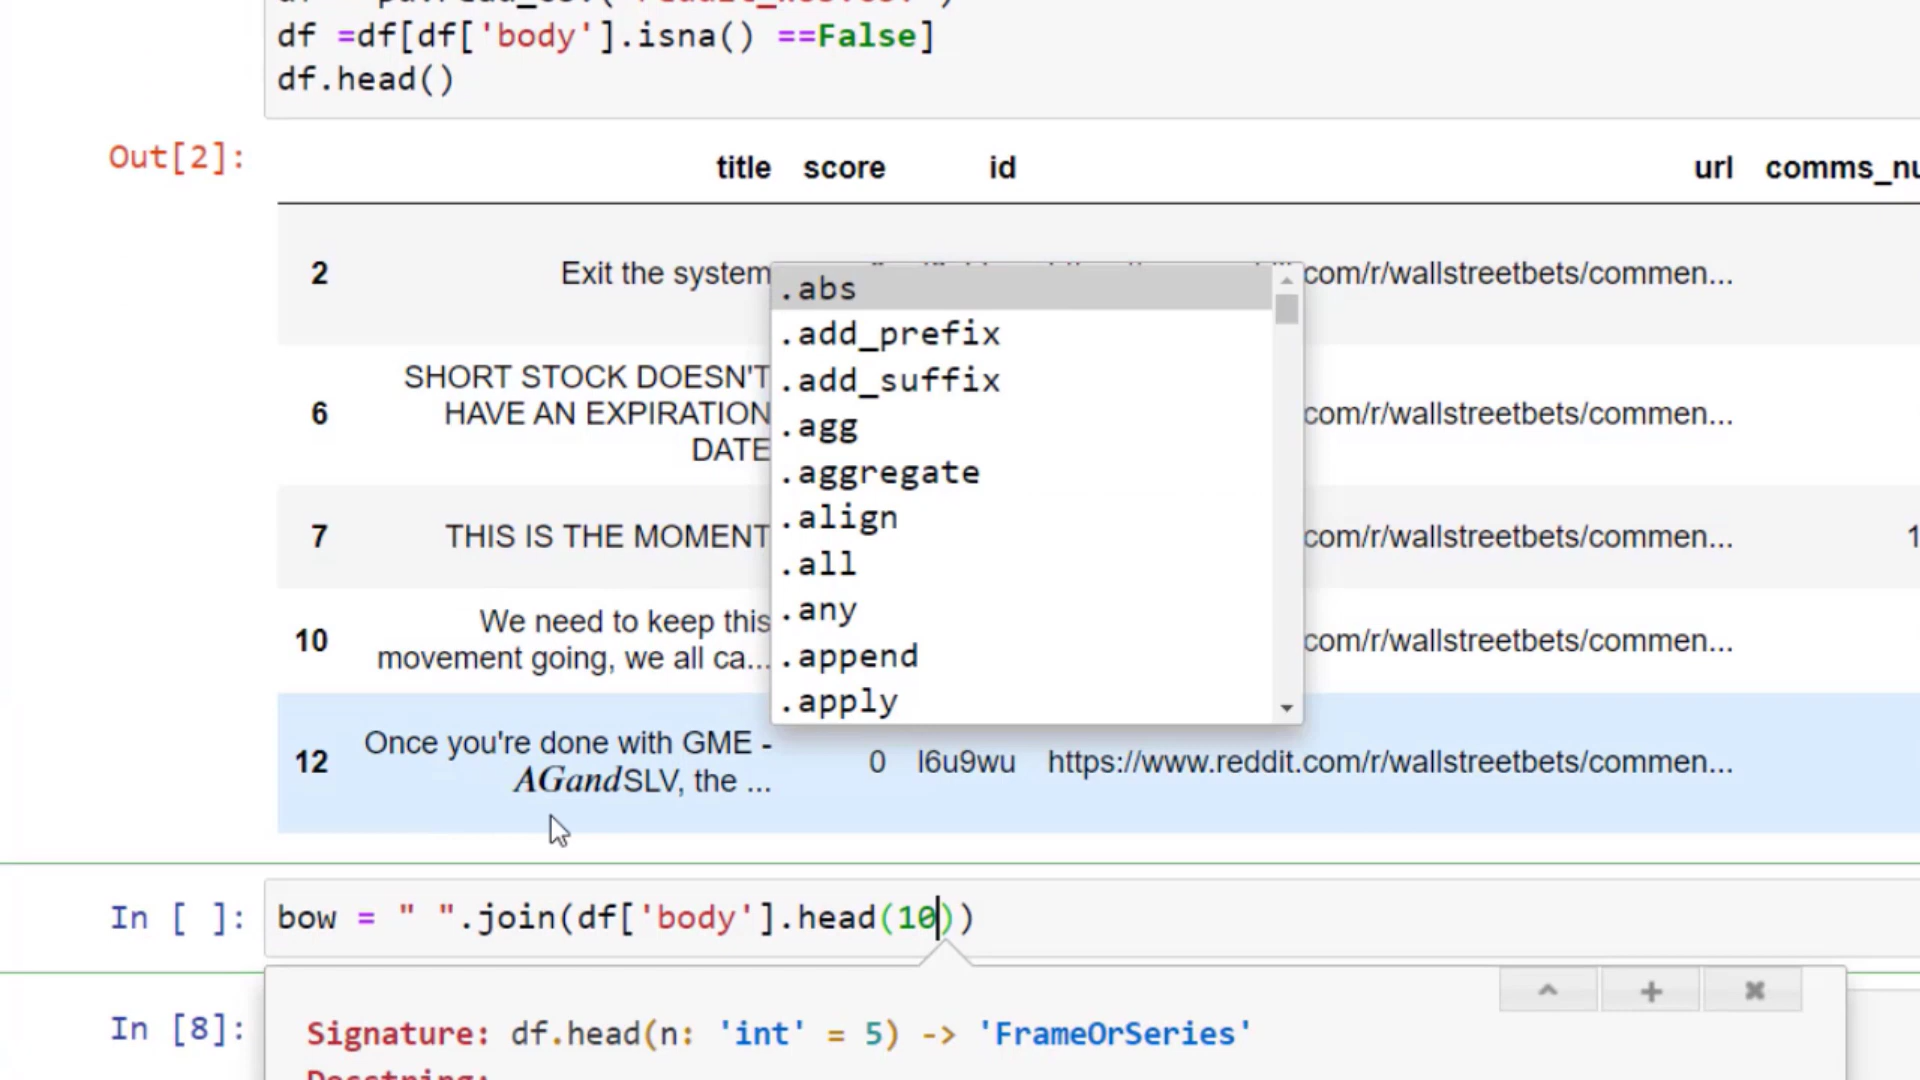 df =df[df['body'].isna() ==False]
df.head()
Out[2]:
title score id url comms_nu
2 Exit the system com/r/wallstreetbets/commen...
6 SHORT STOCK DOESN'T
HAVE AN EXPIRATION com/r/wallstreetbets/commen...
DATE
7 THIS IS THE MOMENT com/r/wallstreetbets/commen... 1
10 We need to keep this
movement going, we all ca... com/r/wallstreetbets/commen...
12 Once you're done with GME -
AGandSLV, the ... 0 l6u9wu https://www.reddit.com/r/wallstreetbets/commen...
.abs
.add_prefix
.add_suffix
.agg
.aggregate
.align
.all
.any
.append
.apply
In [ ]: bow = " ".join(df['body'].head(10))
In [8]:
Signature: df.head(n: 'int' = 5) -> 'FrameOrSeries'